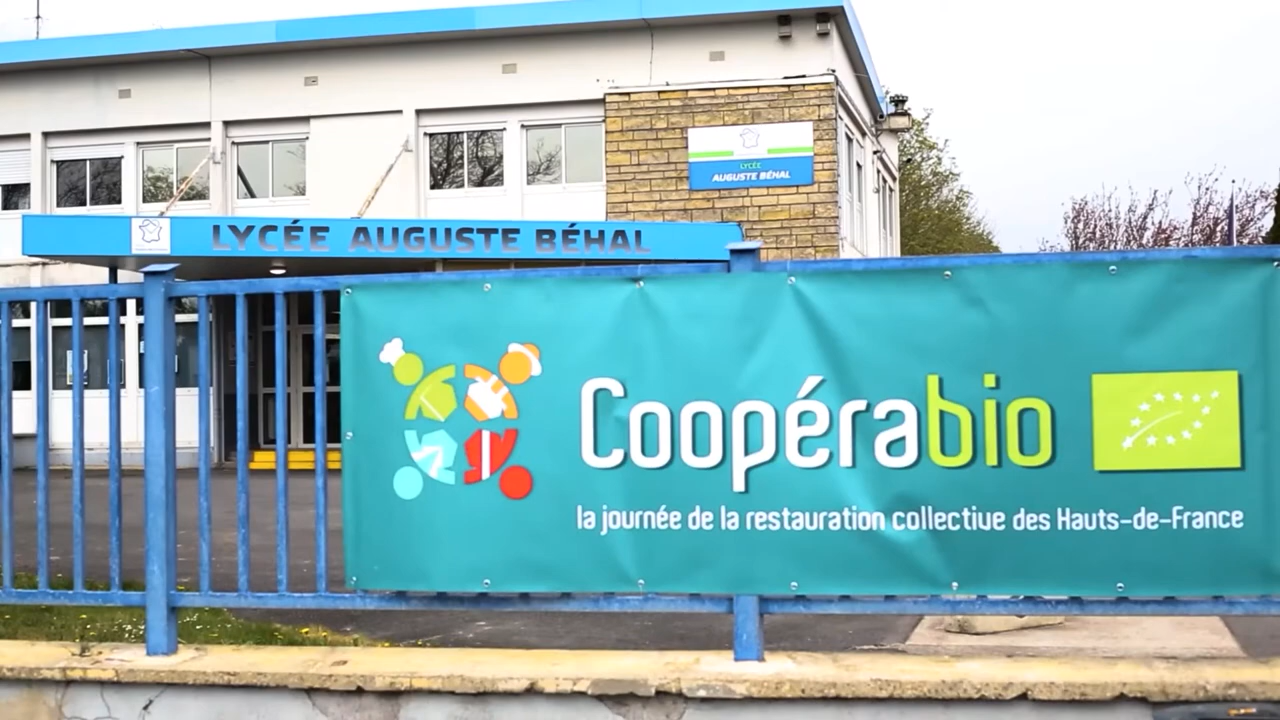 LYCÉE
AUGUSTE BÉHAL
LYCÉE AUGUSTE BÉHAL
Coopérabio
la journée de la restauration collective des Hauts-de-France